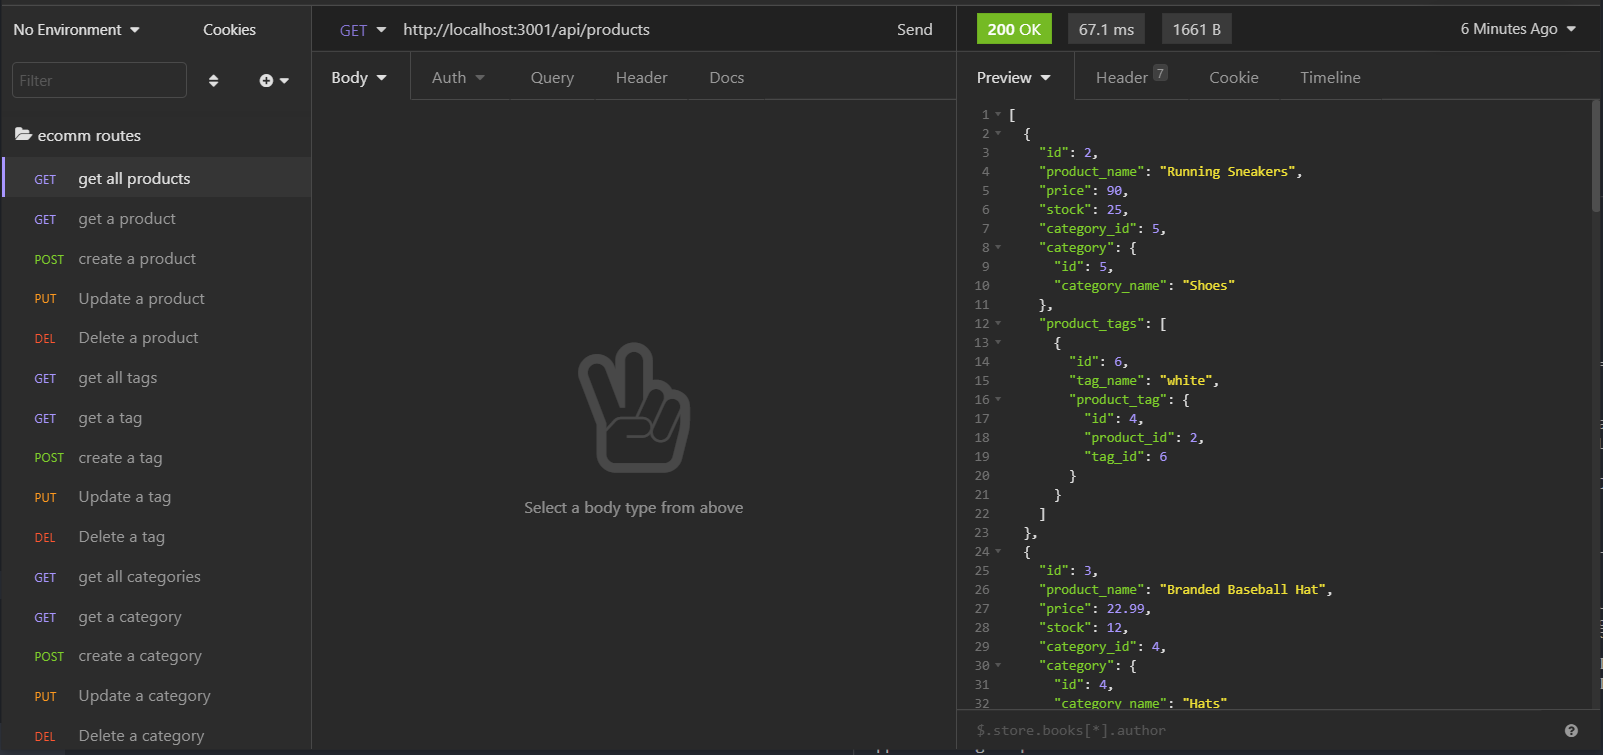 No Environment
Cookies
Filter
ecomm routes
GET get all products
GET get a product
POST create a product
PUT Update a product
DEL Delete a product
GET get all tags
GET get a tag
POST create a tag
PUT Update a tag
DEL Delete a tag
GET get all categories
GET get a category
POST create a category
PUT Update a category
DEL Delete a category
GET http://localhost:3001/api/products Send
Body Auth Query Header Docs
Select a body type from above
200 OK 67.1 ms 1661 B 6 Minutes Ago
Preview Header 7 Cookie Timeline
1 [
2 {
3 "id": 2,
4 "product_name": "Running Sneakers",
5 "price": 90,
6 "stock": 25,
7 "category_id": 5,
8 "category": {
9 "id": 5,
10 "category_name": "Shoes"
11 },
12 "product_tags": [
13 {
14 "id": 6,
15 "tag_name": "white",
16 "product_tag": {
17 "id": 4,
18 "product_id": 2,
19 "tag_id": 6
20 }
21 }
22 ]
23 },
24 {
25 "id": 3,
26 "product_name": "Branded Baseball Hat",
27 "price": 22.99,
28 "stock": 12,
29 "category_id": 4,
30 "category": {
31 "id": 4,
32 "category_name": "Hats"
$.store.books[*].author